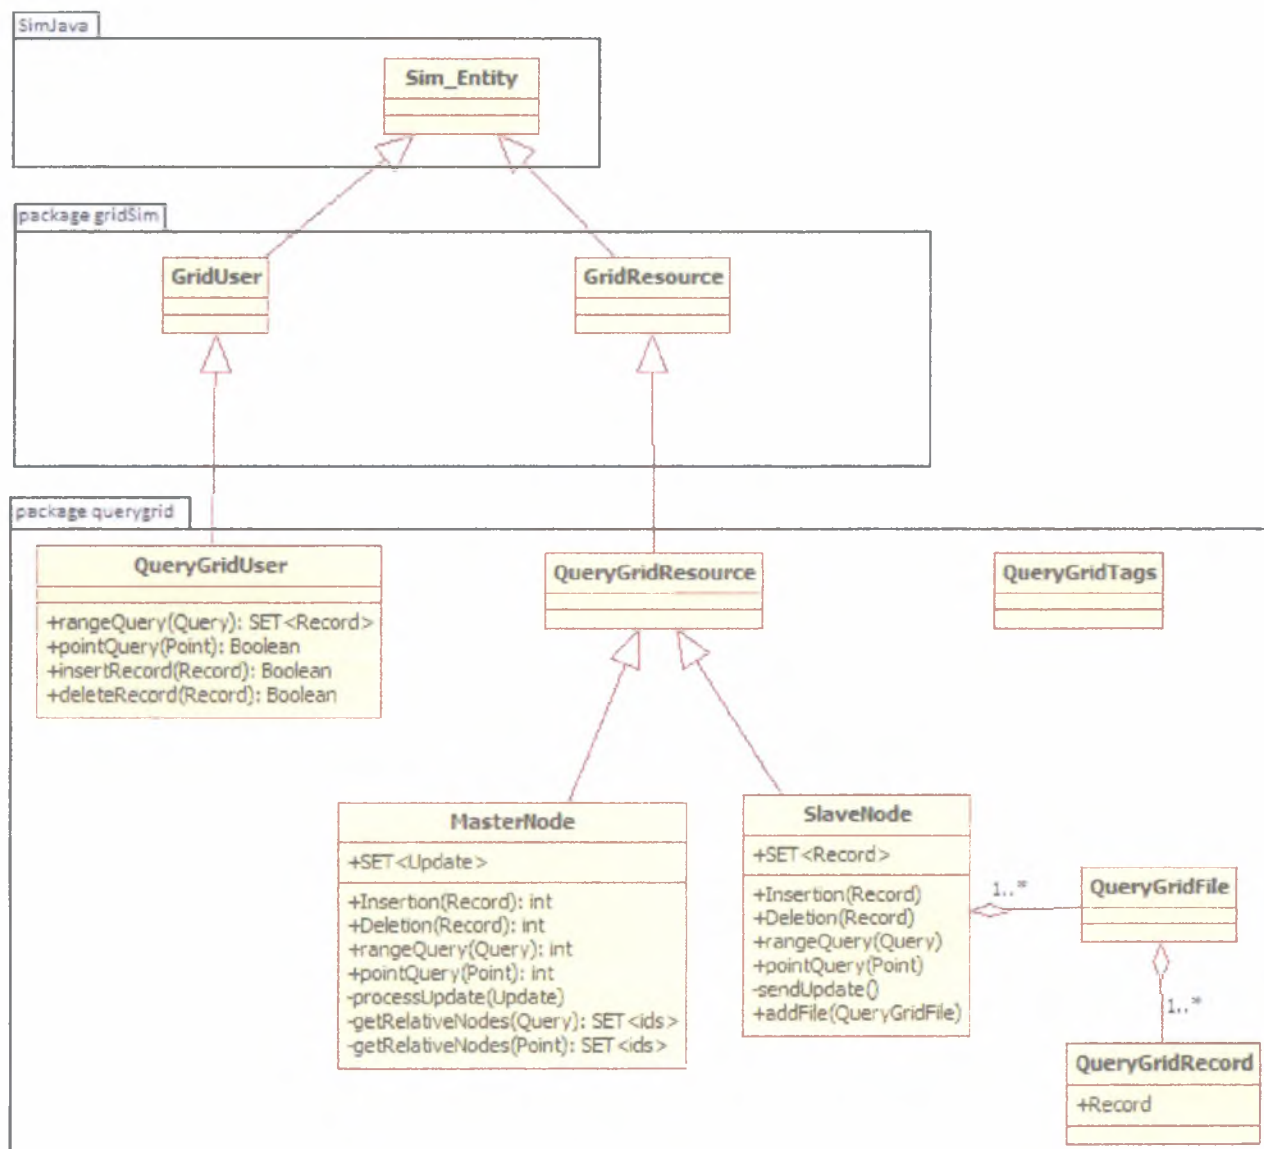 SimJava
Sim_Entity
package gridSim
GridUser
GridResource
package querygrid
QueryGridUser
+rangeQuery(Query): SET<Record>
+pointQuery(Point): Boolean
+insertRecord(Record): Boolean
+deleteRecord(Record): Boolean
QueryGridResource
QueryGridTags
MasterNode
+SET<Update>
+Insertion(Record): int
+Deletion(Record): int
+rangeQuery(Query): int
+pointQuery(Point): int
-processUpdate(Update)
-getRelativeNodes(Query): SET<ids>
-getRelativeNodes(Point): SET<ids>
SlaveNode
+SET<Record>
+Insertion(Record)
+Deletion(Record)
+rangeQuery(Query)
+pointQuery(Point)
-sendUpdate()
+addFile(QueryGridFile)
1..*
QueryGridFile
1..*
QueryGridRecord
+Record